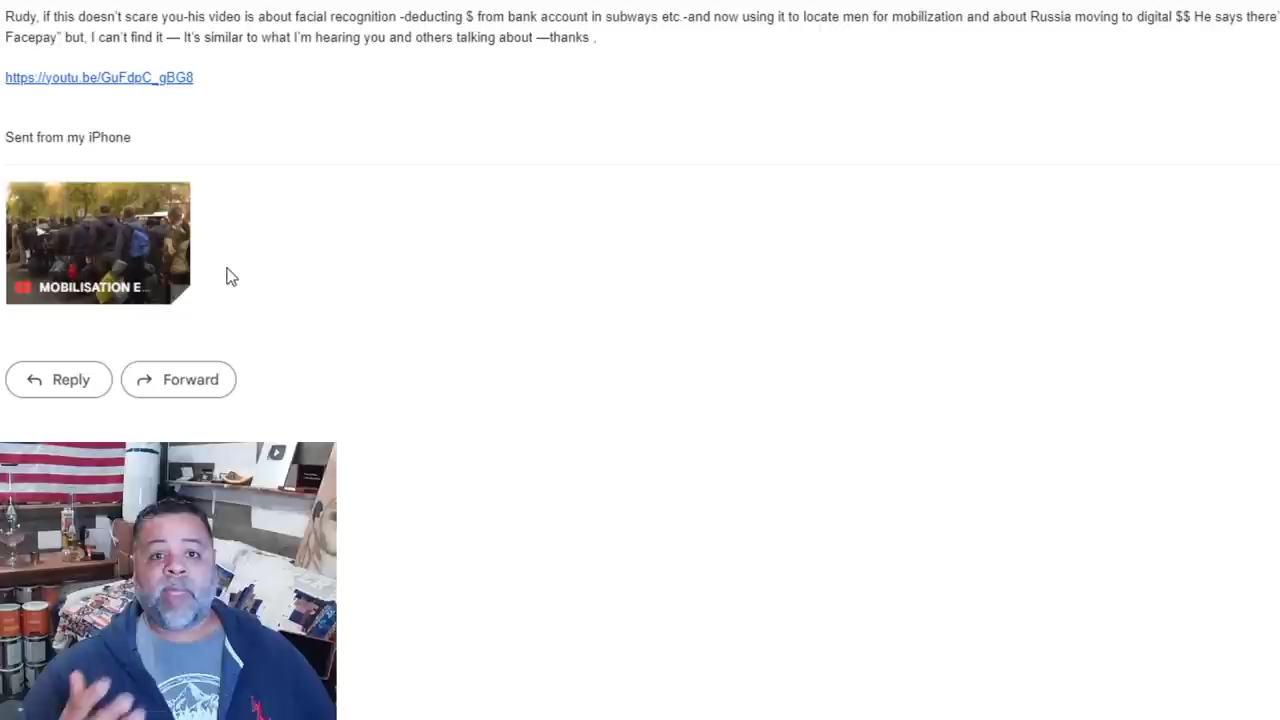 Rudy, if this doesn't scare you-his video is about facial recognition -deducting $ from bank account in subways etc.-and now using it to locate men for mobilization and about Russia moving to digital $$ He says there'
Facepay" but, I can't find it — It's similar to what I'm hearing you and others talking about —thanks .
https://youtu.be/GuFdpC_gBG8
Sent from my iPhone
MOBILISATION E...
Reply
Forward